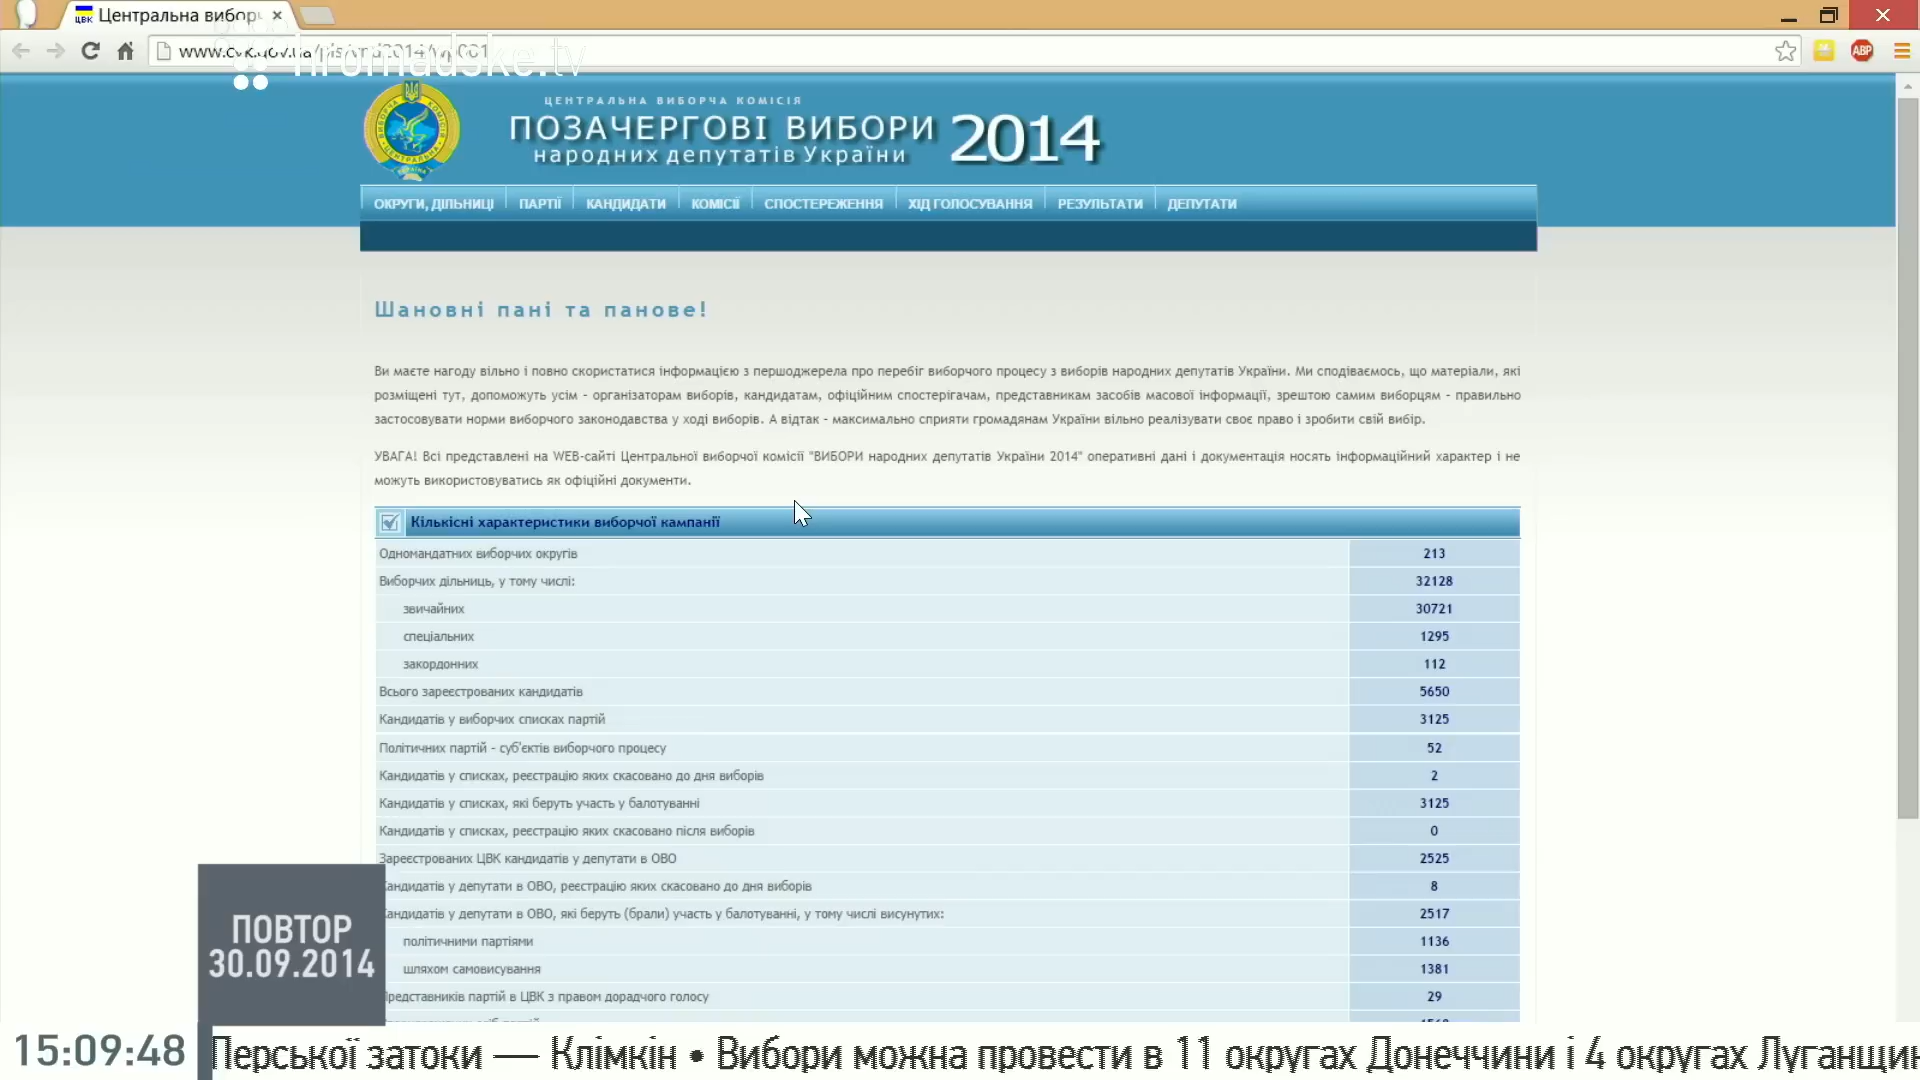 Центральна вибор
www.cvk.gov.ua
hromadske.tv
ABP
ЦЕНТРАЛЬНА ВИБОРЧА КОМІСІЯ
ПОЗАЧЕРГОВІ ВИБОРИ 2014
народних депутатів України
ОКРУГИ, ДІЛЬНИЦІ ПАРТІЇ КАНДИДАТИ КОМІСІЇ СПОСТЕРЕЖЕННЯ ХІД ГОЛОСУВАННЯ РЕЗУЛЬТАТИ ДЕПУТАТИ
Шановні пані та панове!
Ви маєте нагоду вільно і повно скористатися інформацією з першоджерела про перебіг виборчого процесу з виборів народних депутатів України. Ми сподіваємось, що матеріали, які
розміщені тут, допоможуть усім - організаторам виборів, кандидатам, офіційним спостерігачам, представникам засобів масової інформації, зрештою самим виборцям - правильно
застосовувати норми виборчого законодавства у ході виборів. А відтак - максимально сприяти громадянам України вільно реалізувати своє право і зробити свій вибір.
УВАГА! Всі представлені на WEB-сайті Центральної виборчої комісії "ВИБОРИ народних депутатів України 2014" оперативні дані і документація носять інформаційний характер і не
можуть використовуватись як офіційні документи.
Кількісні характеристики виборчої кампанії
Одномандатних виборчих округів 213
Виборчих дільниць, у тому числі: 32128
звичайних 30721
спеціальних 1295
закордонних 112
Всього зареєстрованих кандидатів 5650
Кандидатів у виборчих списках партій 3125
Політичних партій - суб'єктів виборчого процесу 52
Кандидатів у списках, реєстрацію яких скасовано до дня виборів 2
Кандидатів у списках, які беруть участь у балотуванні 3125
Кандидатів у списках, реєстрацію яких скасовано після виборів 0
Зареєстрованих ЦВК кандидатів у депутати в ОВО 2525
андидатів у депутати в ОВО, реєстрацію яких скасовано до дня виборів 8
андидатів у депутати в ОВО, які беруть (брали) участь у балотуванні, у тому числі висунутих: 2517
політичними партіями 1136
шляхом самовисування 1381
редставників партій в ЦВК з правом дорадчого голосу 29
ПОВТОР
30.09.2014
15:09:48 Перської затоки — Клімкін • Вибори можна провести в 11 округах Донеччини і 4 округах Луганщин